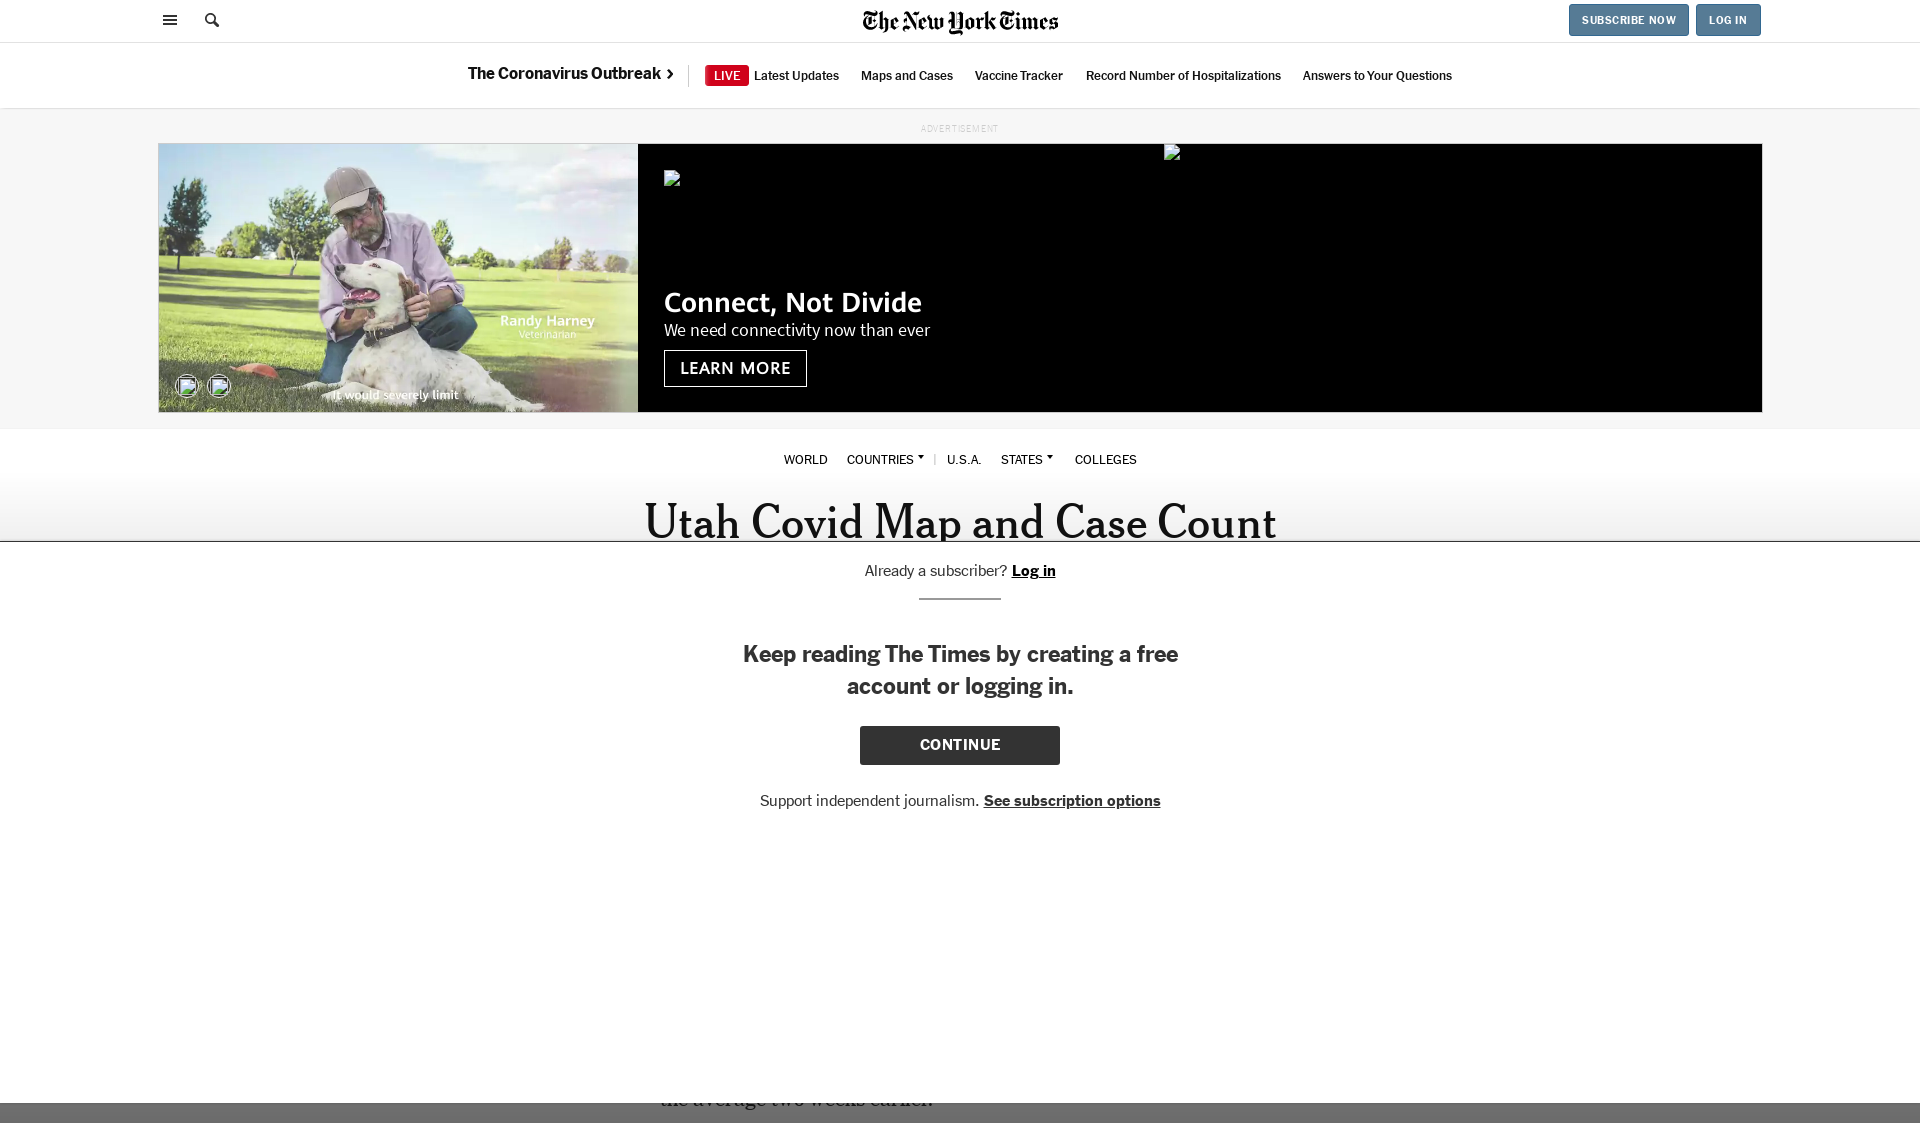 The New York Times
SUBSCRIBE NOW
LOG IN
The Coronavirus Outbreak
LIVE Latest Updates
Maps and Cases
Vaccine Tracker
Record Number of Hospitalizations
Answers to Your Questions
ADVERTISEMENT
Randy Harney
Veterinarian
It would severely limit
Connect, Not Divide
We need connectivity now than ever
LEARN MORE
WORLD
COUNTRIES
U.S.A.
STATES
COLLEGES
Utah Covid Map and Case Count
Already a subscriber? Log in
Keep reading The Times by creating a free
account or logging in.
CONTINUE
Support independent journalism. See subscription options
the average two weeks earlier.